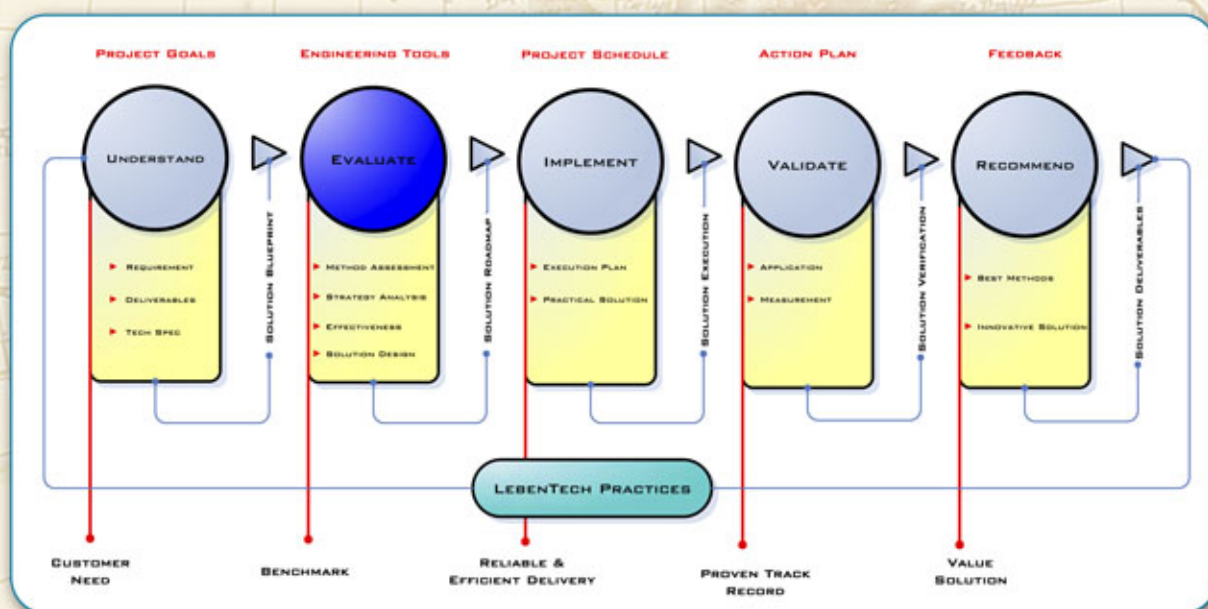 PROJECT GOALS
ENGINEERING TOOLS
PROJECT SCHEDULE
ACTION PLAN
FEEDBACK
UNDERSTAND
EVALUATE
IMPLEMENT
VALIDATE
RECOMMEND
REQUIREMENT
DELIVERABLES
TECH SPEC
SOLUTION BLUEPRINT
METHOD ASSESSMENT
STRATEGY ANALYSIS
EFFECTIVENESS
SOLUTION DESIGN
SOLUTION ROADMAP
EXECUTION PLAN
PRACTICAL SOLUTION
SOLUTION EXECUTION
APPLICATION
MEASUREMENT
SOLUTION VERIFICATION
BEST METHODS
INNOVATIVE SOLUTION
SOLUTION DELIVERABLES
LEBENTECH PRACTICES
CUSTOMER
NEED
BENCHMARK
RELIABLE &
EFFICIENT DELIVERY
PROVEN TRACK
RECORD
VALUE
SOLUTION